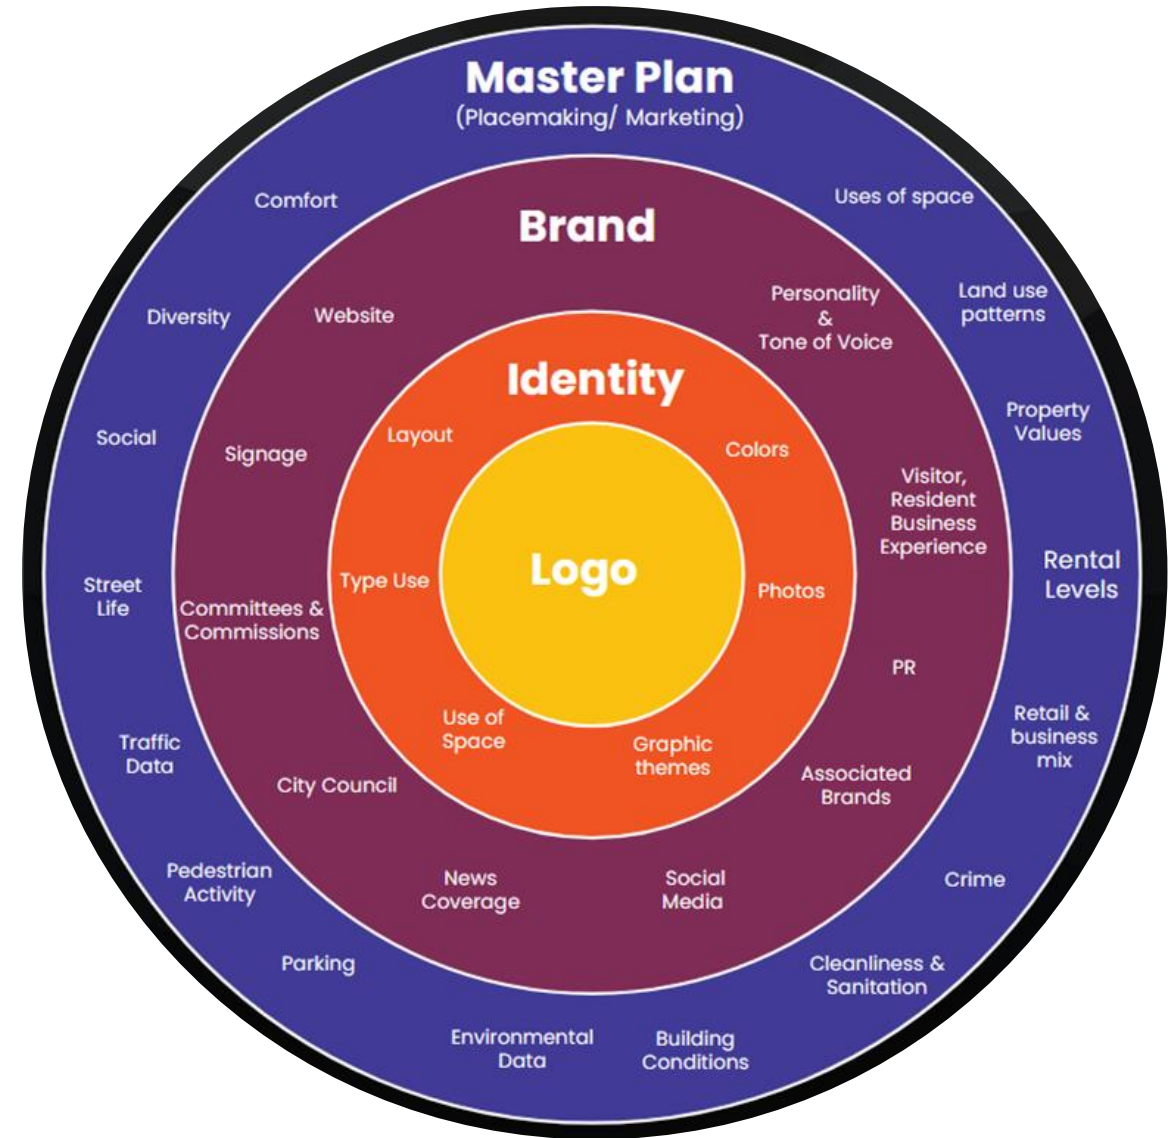 Master Plan
(Placemaking/ Marketing)
Comfort
Diversity
Social
Street
Life
Traffic
Data
Pedestrian
Activity
Parking
Environmental
Data
Building
Conditions
Cleanliness &
Sanitation
Crime
Retail &
business
mix
Rental
Levels
Property
Values
Land use
patterns
Uses of space
Brand
Website
Signage
Committees &
Commissions
City Council
News
Coverage
Social
Media
Associated
Brands
PR
Visitor,
Resident
Business
Experience
Personality
&
Tone of Voice
Identity
Layout
Type Use
Use of
Space
Graphic
themes
Photos
Colors
Logo